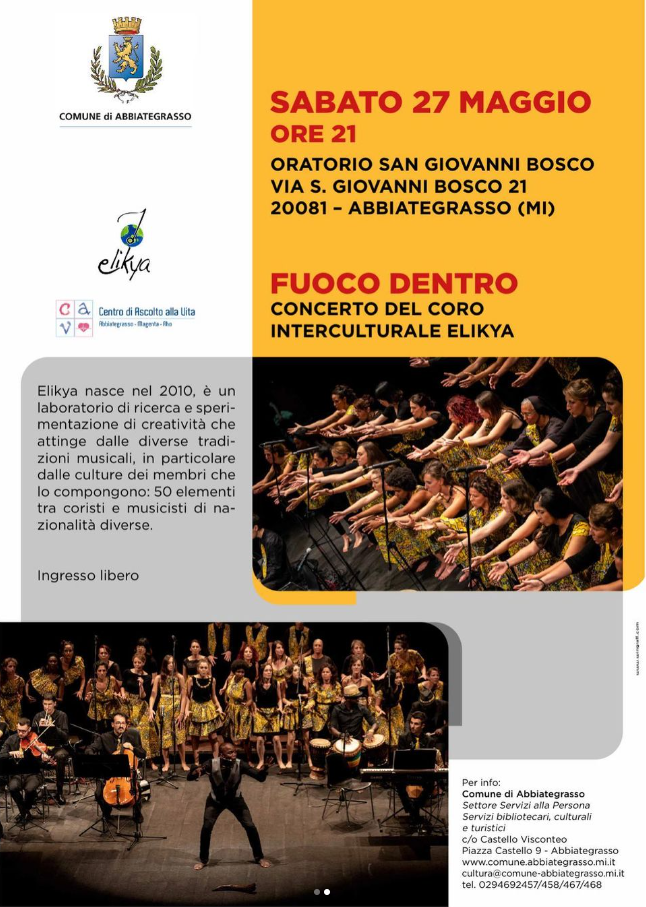 COMUNE di ABBIATEGRASSO
SABATO 27 MAGGIO
ORE 21
ORATORIO SAN GIOVANNI BOSCO
VIA S. GIOVANNI BOSCO 21
20081 – ABBIATEGRASSO (MI)
elikya
C a V
Centro di Ascolto alla Vita
Abbiategrasso - Magenta - Rho
FUOCO DENTRO
CONCERTO DEL CORO
INTERCULTURALE ELIKYA
Elikya nasce nel 2010, è un
laboratorio di ricerca e speri-
mentazione di creatività che
attinge dalle diverse tradi-
zioni musicali, in particolare
dalle culture dei membri che
lo compongono: 50 elementi
tra coristi e musicisti di na-
zionalità diverse.
Ingresso libero
Per info:
Comune di Abbiategrasso
Settore Servizi alla Persona
Servizi bibliotecari, culturali
e turistici
c/o Castello Visconteo
Piazza Castello 9 - Abbiategrasso
www.comune.abbiategrasso.mi.it
cultura@comune-abbiategrasso.mi.it
tel. 0294692457/458/467/468